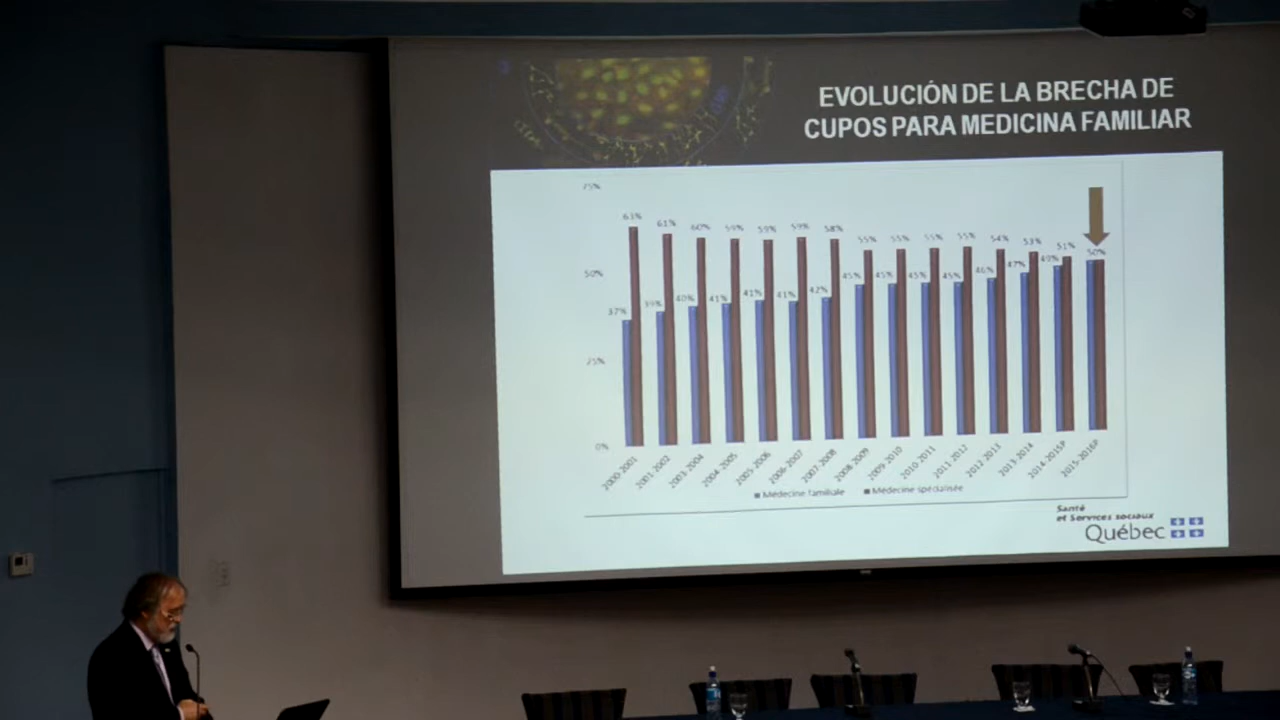 EVOLUCIÓN DE LA BRECHA DE
CUPOS PARA MEDICINA FAMILIAR
75%
50%
25%
0%
63% 61% 60% 59% 59% 59% 58% 55% 55% 55% 55% 54% 53% 51% 50%
37% 39% 40% 41% 41% 41% 42% 45% 45% 45% 45% 46% 47% 49%
2000-2001 2001-2002 2003-2004 2004-2005 2005-2006 2006-2007 2007-2008 2008-2009 2009-2010 2010-2011 2011-2012 2012-2013 2013-2014 2014-2015P 2015-2016P
Médecine familiale Médecine spécialisée
Santé
et Services sociaux
Québec